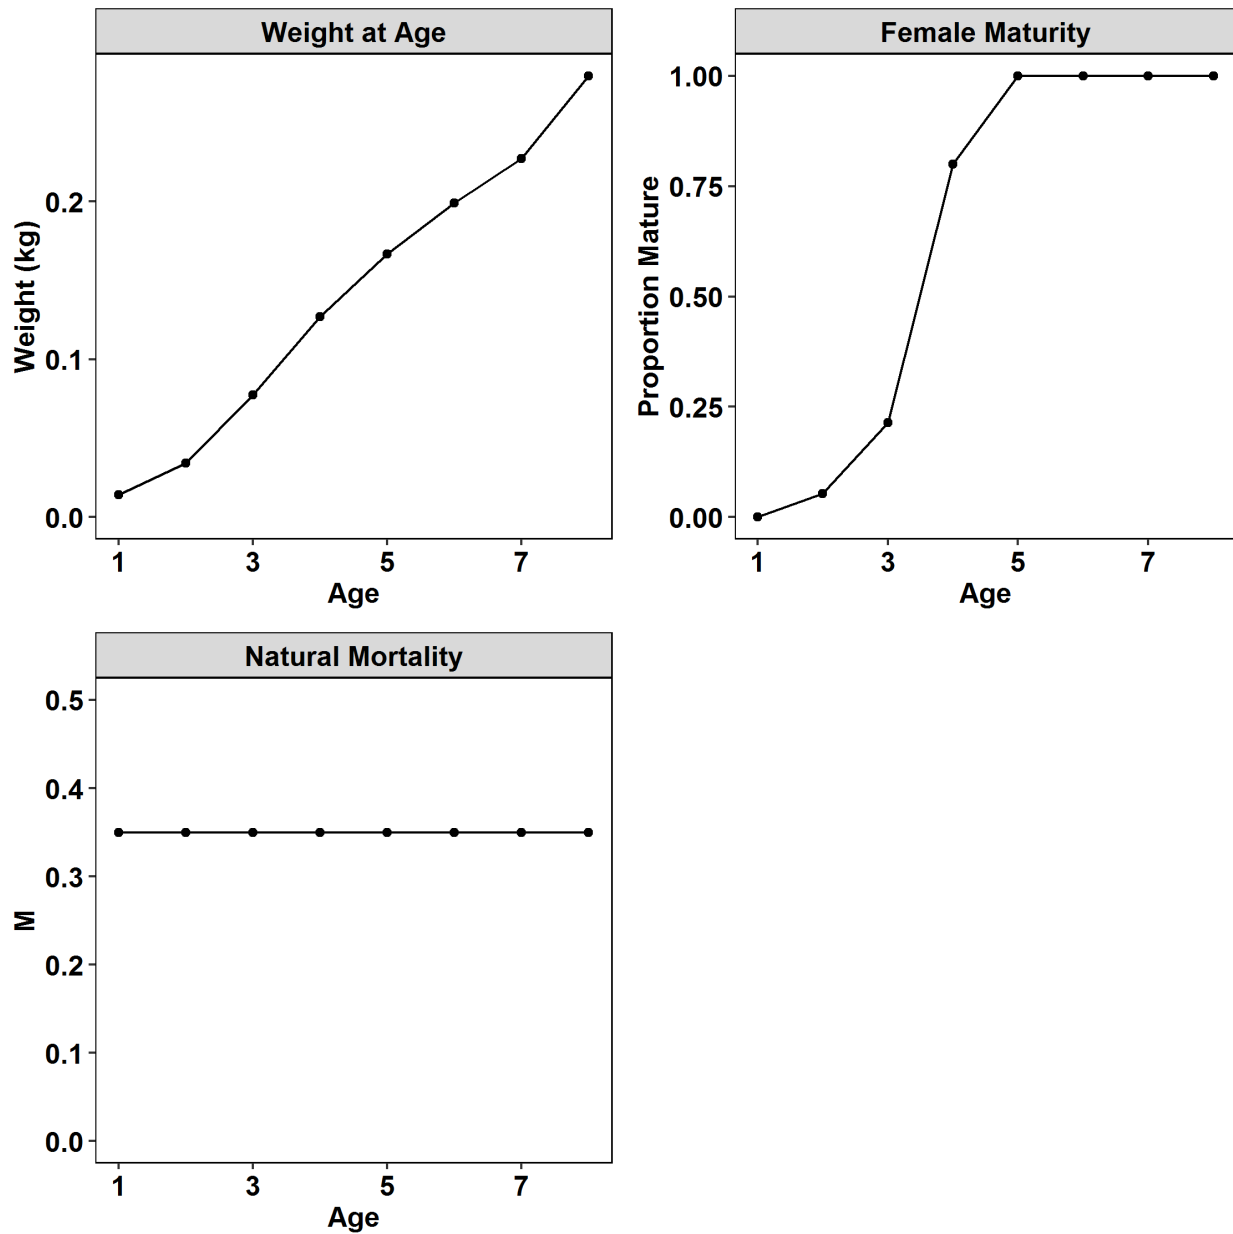 Weight at Age
Weight (kg)
0.2
0.1
0.0
1 3 5 7
Age
Female Maturity
Proportion Mature
1.00
0.75
0.50
0.25
0.00
1 3 5 7
Age
Natural Mortality
M
0.5
0.4
0.3
0.2
0.1
0.0
1 3 5 7
Age